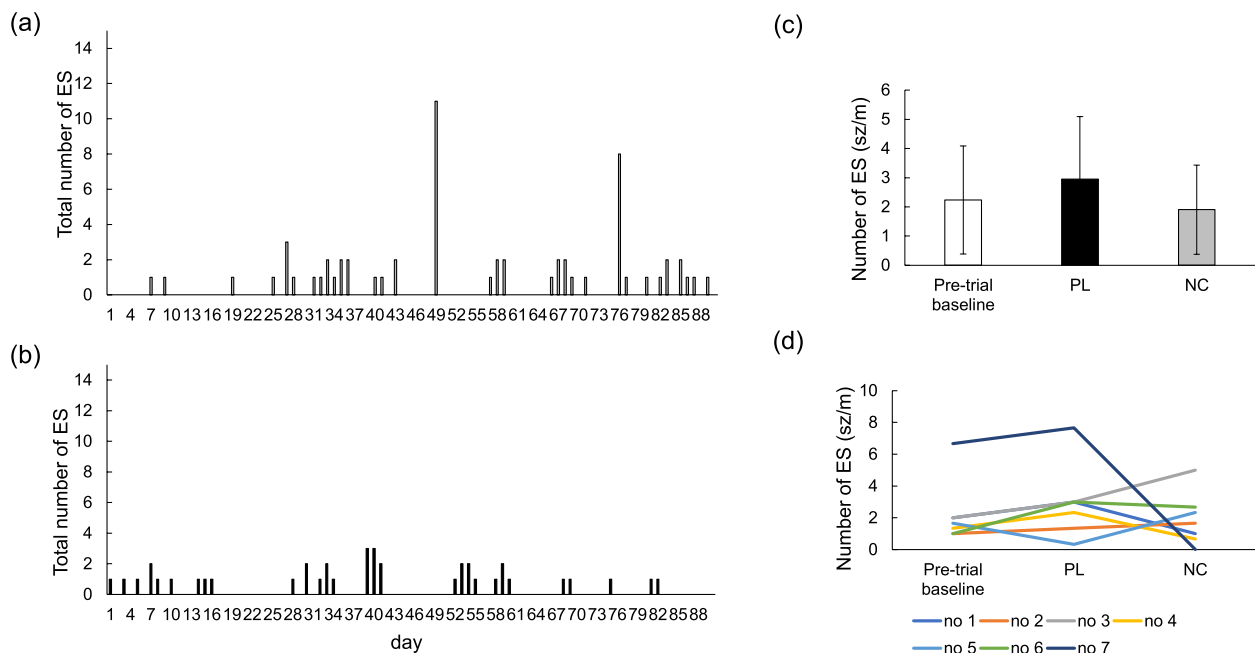 (a)
Total number of ES
14
12
10
8
6
4
2
0
1 4 7 10 13 16 19 22 25 28 31 34 37 40 43 46 49 52 55 58 61 64 67 70 73 76 79 82 85 88
(b)
Total number of ES
14
12
10
8
6
4
2
0
1 4 7 10 13 16 19 22 25 28 31 34 37 40 43 46 49 52 55 58 61 64 67 70 73 76 79 82 85 88
day
(c)
Number of ES (sz/m)
6
5
4
3
2
1
0
Pre-trial PL NC
baseline
(d)
Number of ES (sz/m)
10
8
6
4
2
0
Pre-trial PL NC
baseline
no 1 no 2 no 3 no 4
no 5 no 6 no 7